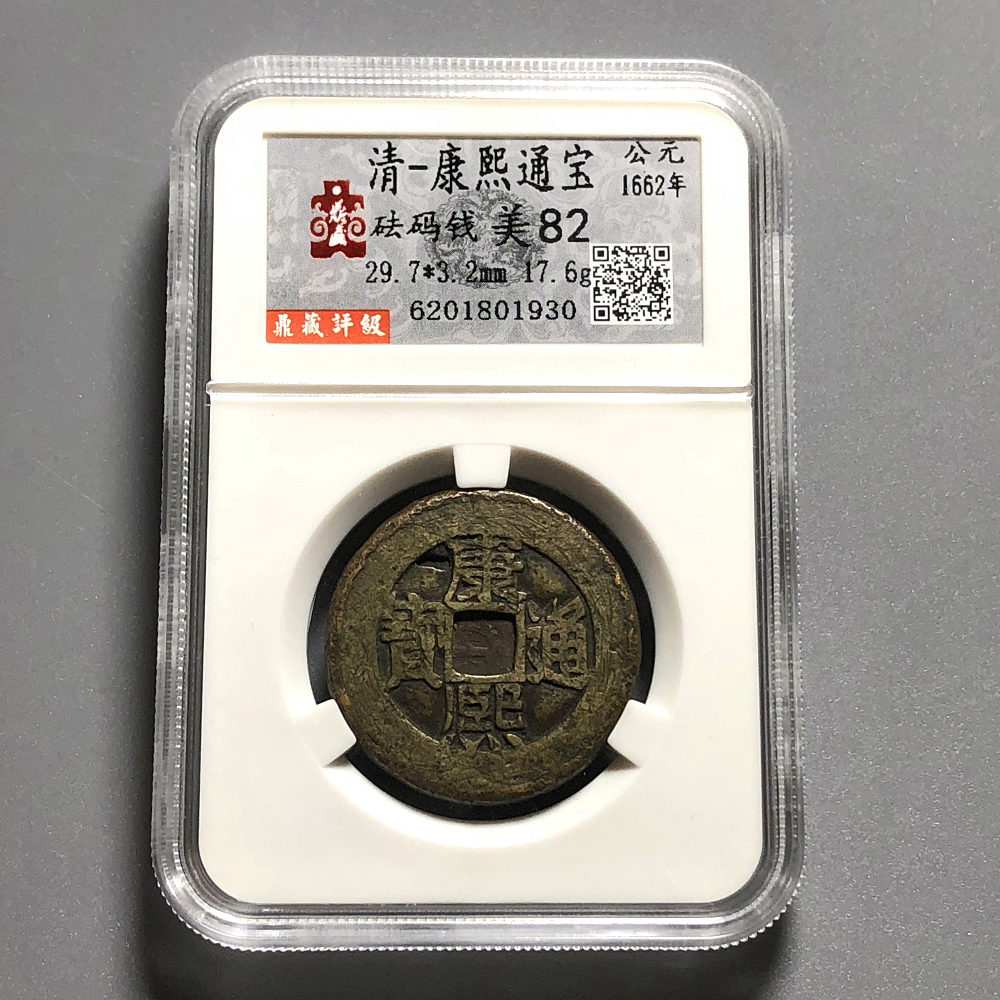 清-康熙通宝
公元
1662年
砝码钱 美82
29.7*3.2mm 17.6g
6201801930
鼎藏評級
康熙通寶